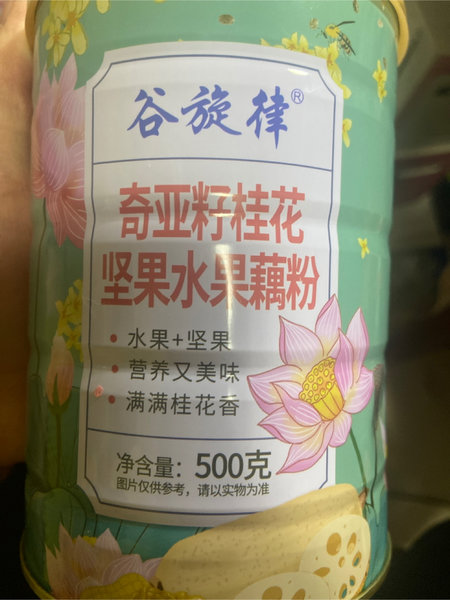 谷旋律®
奇亚籽桂花
坚果水果藕粉
·水果+坚果
·营养又美味
·满满桂花香
净含量：500克
图片仅供参考，请以实物为准